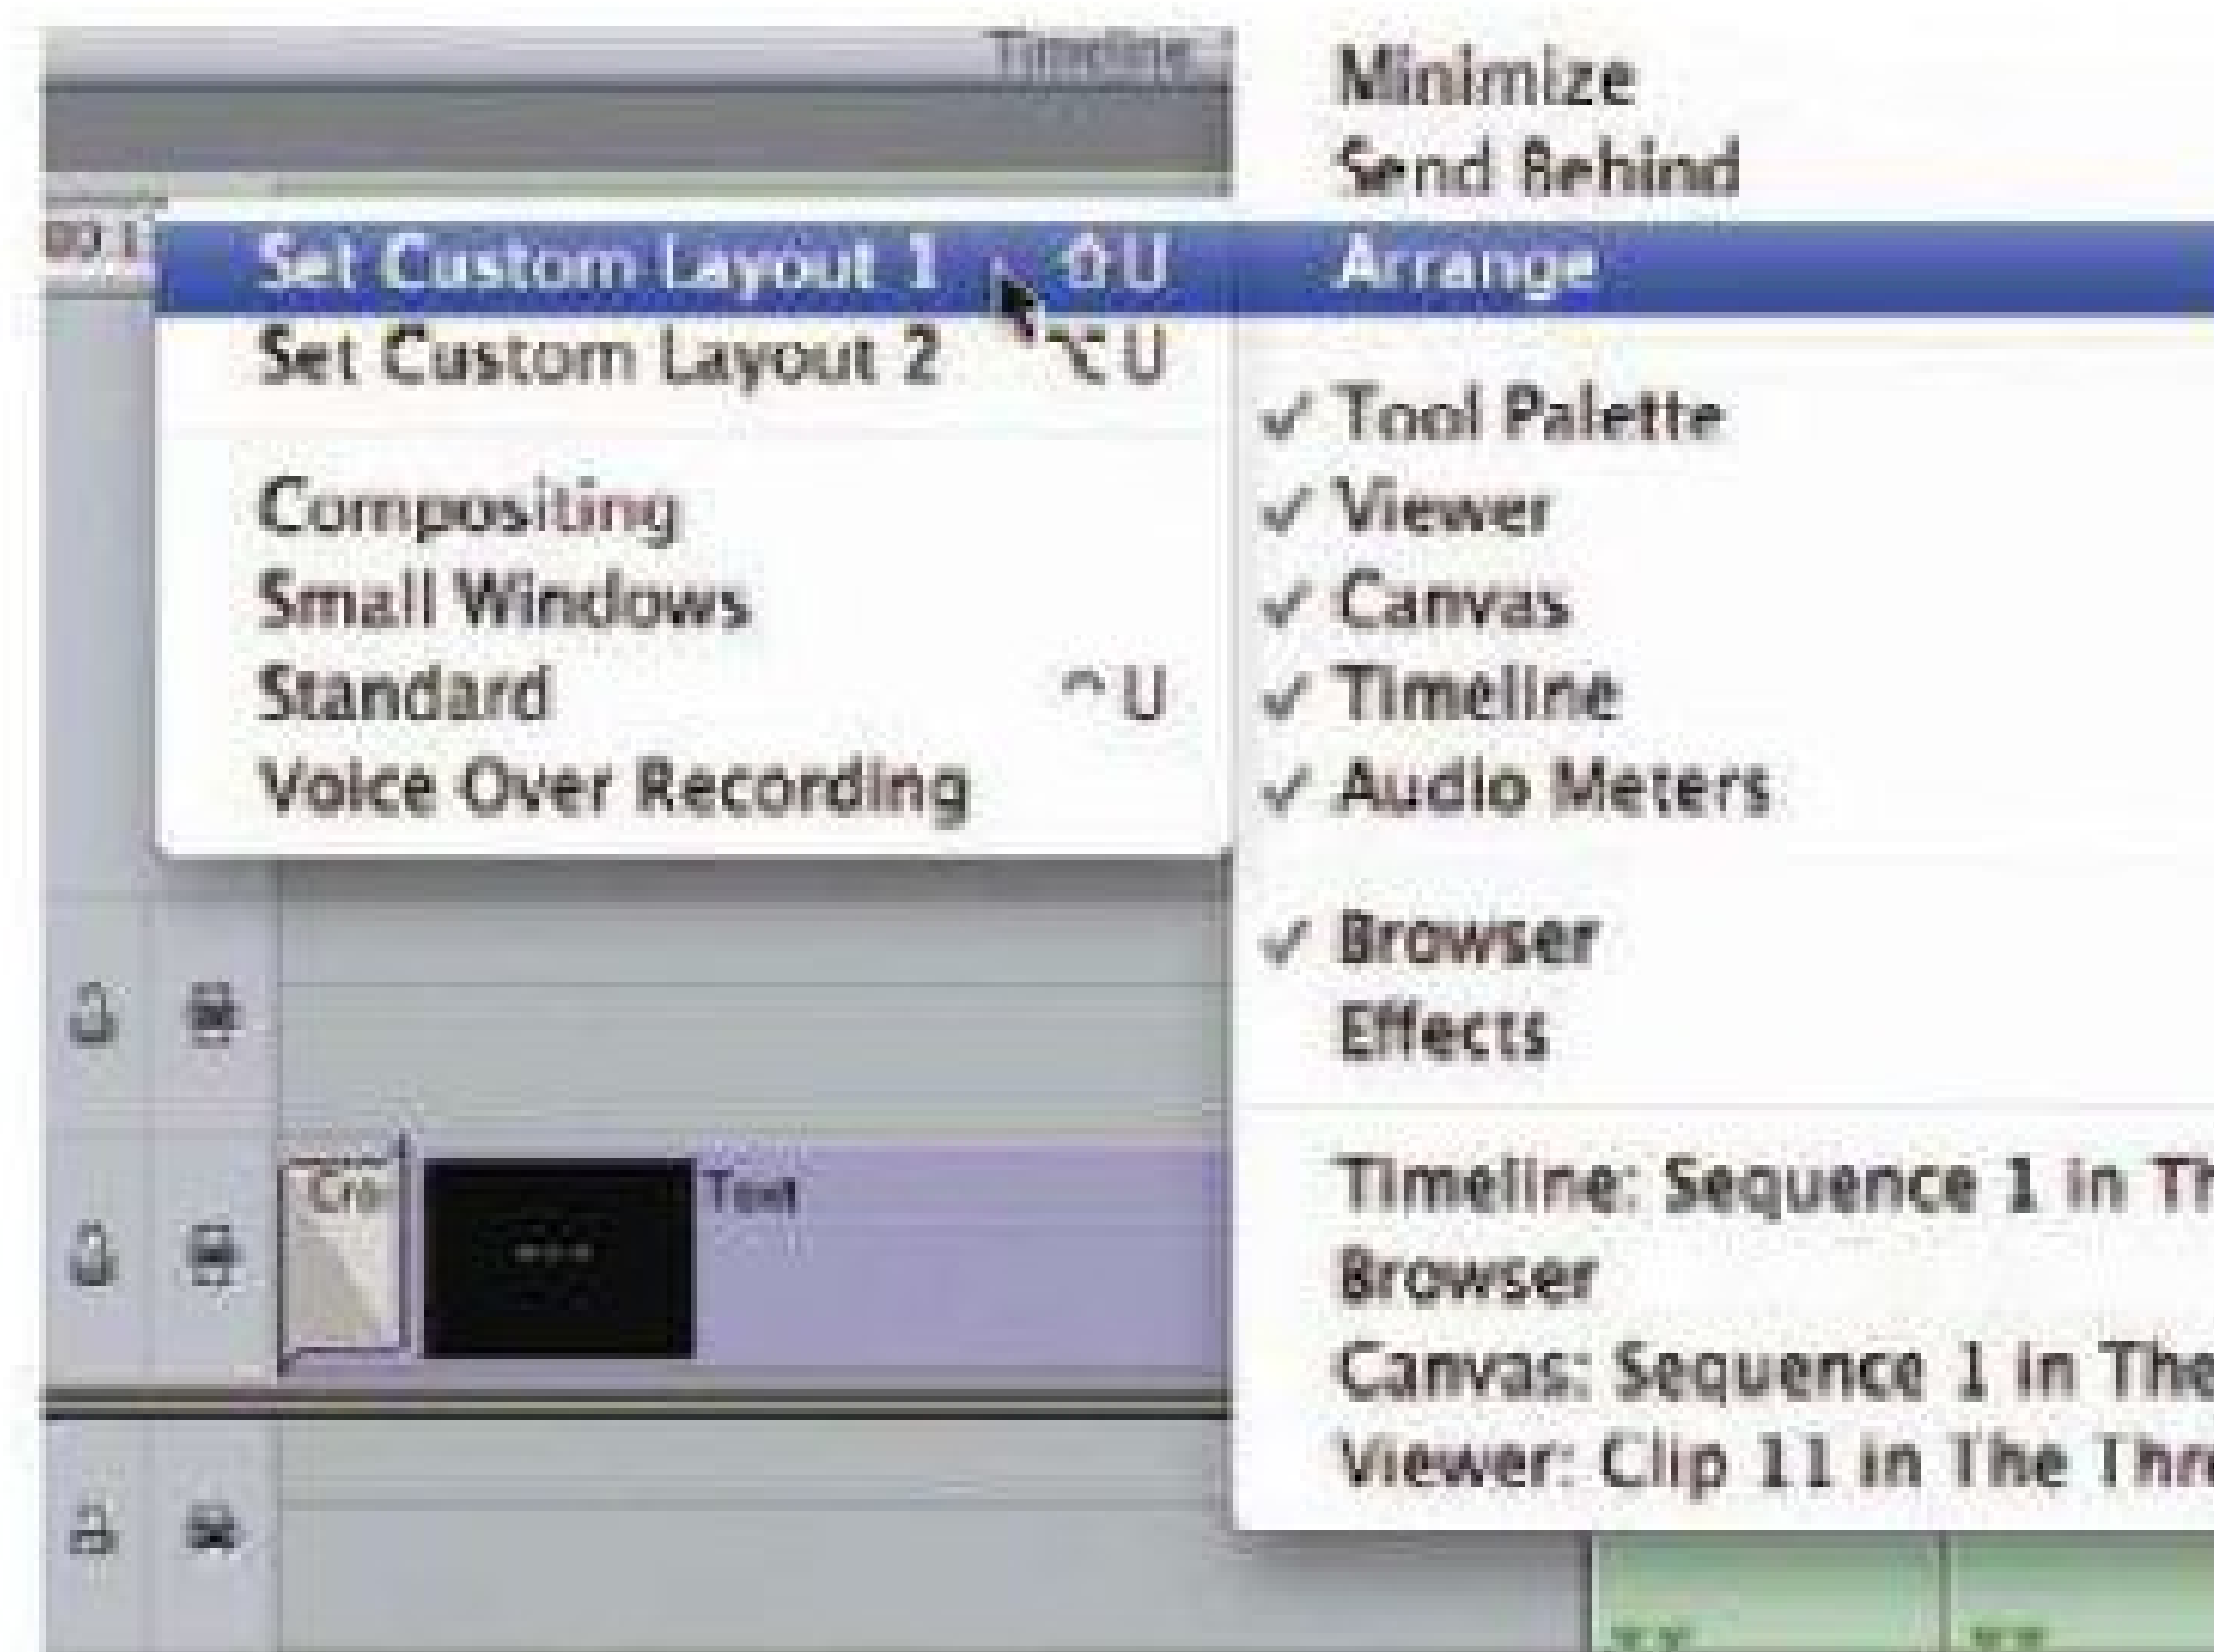 Timeline
Minimize
Send Behind
Arrange
Set Custom Layout 1 ⇧U
Set Custom Layout 2 ⌥U
Compositing
Small Windows
Standard ^U
Voice Over Recording
✓ Tool Palette
✓ Viewer
✓ Canvas
✓ Timeline
✓ Audio Meters
✓ Browser
Effects
Timeline: Sequence 1 in Th
Browser
Canvas: Sequence 1 in The
Viewer: Clip 11 in The Thre
Cro
Text